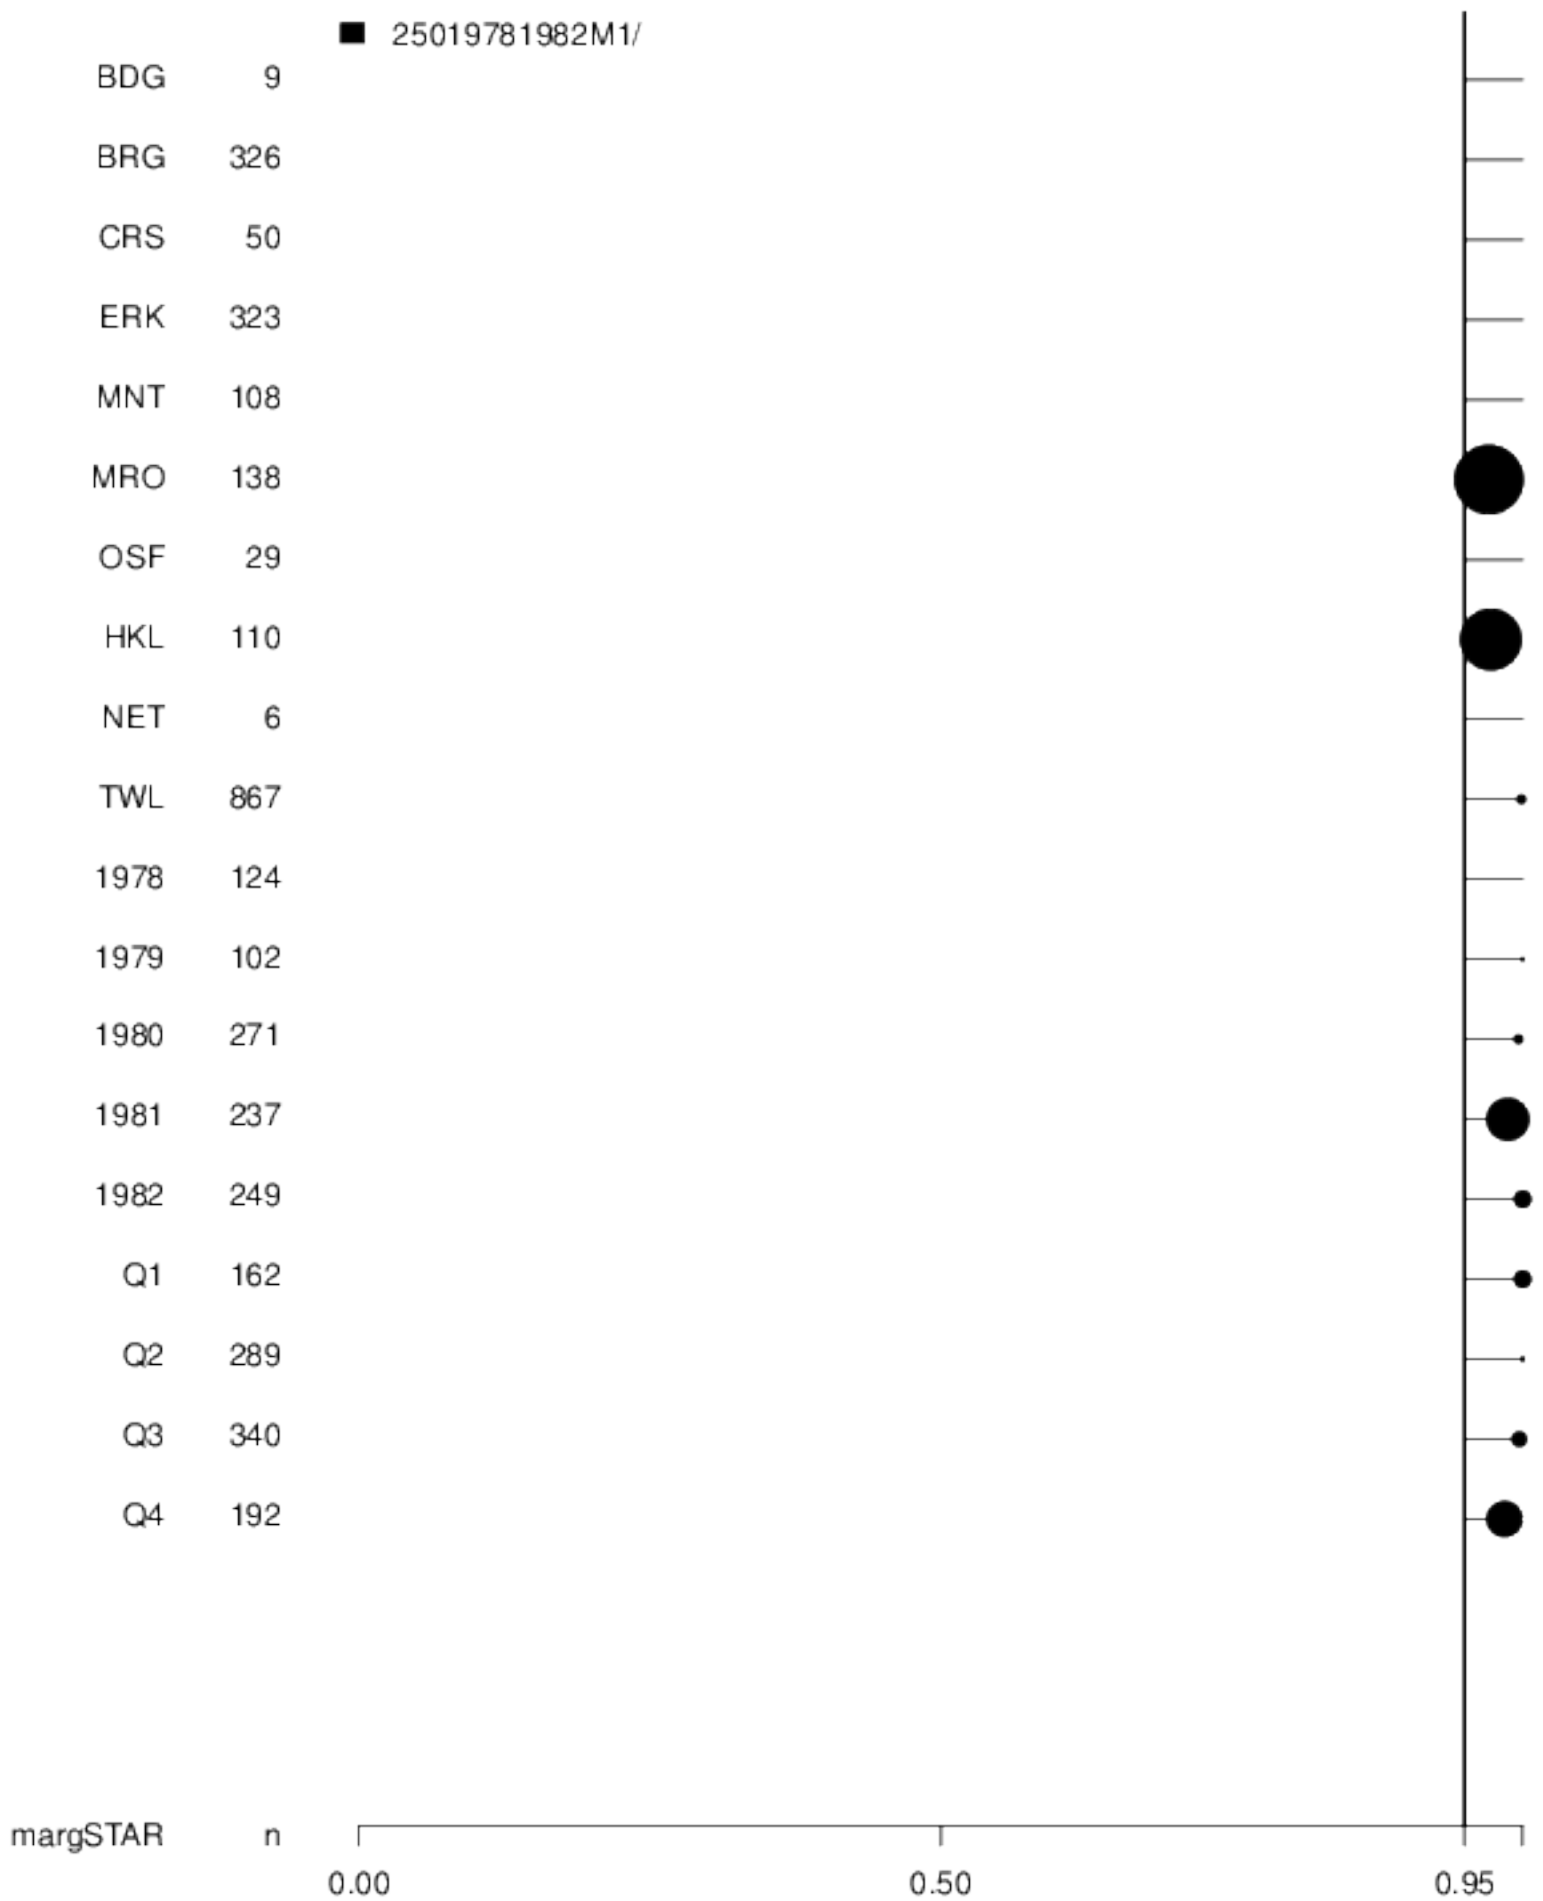 25019781982M1/
BDG 9
BRG 326
CRS 50
ERK 323
MNT 108
MRO 138
OSF 29
HKL 110
NET 6
TWL 867
1978 124
1979 102
1980 271
1981 237
1982 249
Q1 162
Q2 289
Q3 340
Q4 192
margSTAR n
0.00 0.50 0.95